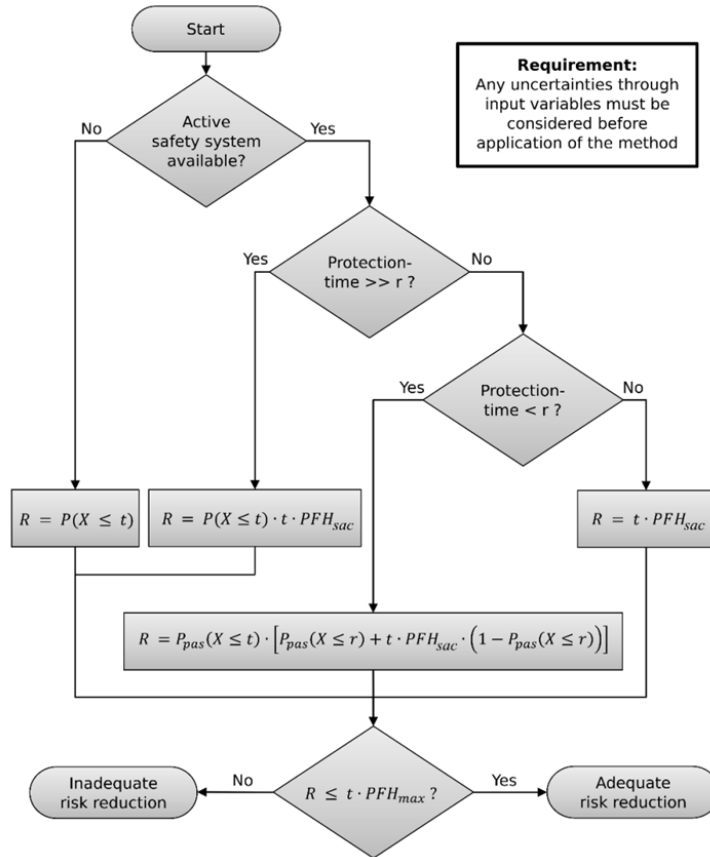 Start
Requirement:
Any uncertainties through
input variables must be
considered before
application of the method
Active
safety system
available?
No
Yes
Protection-
time >> r ?
Yes
No
Protection-
time < r ?
Yes
No
R = P(X ≤ t)
R = P(X ≤ t) · t · PFH_sac
R = t · PFH_sac
R = P_pas(X ≤ t) · [P_pas(X ≤ r) + t · PFH_sac · (1 − P_pas(X ≤ r))]
Inadequate
risk reduction
No
R ≤ t · PFH_max ?
Yes
Adequate
risk reduction